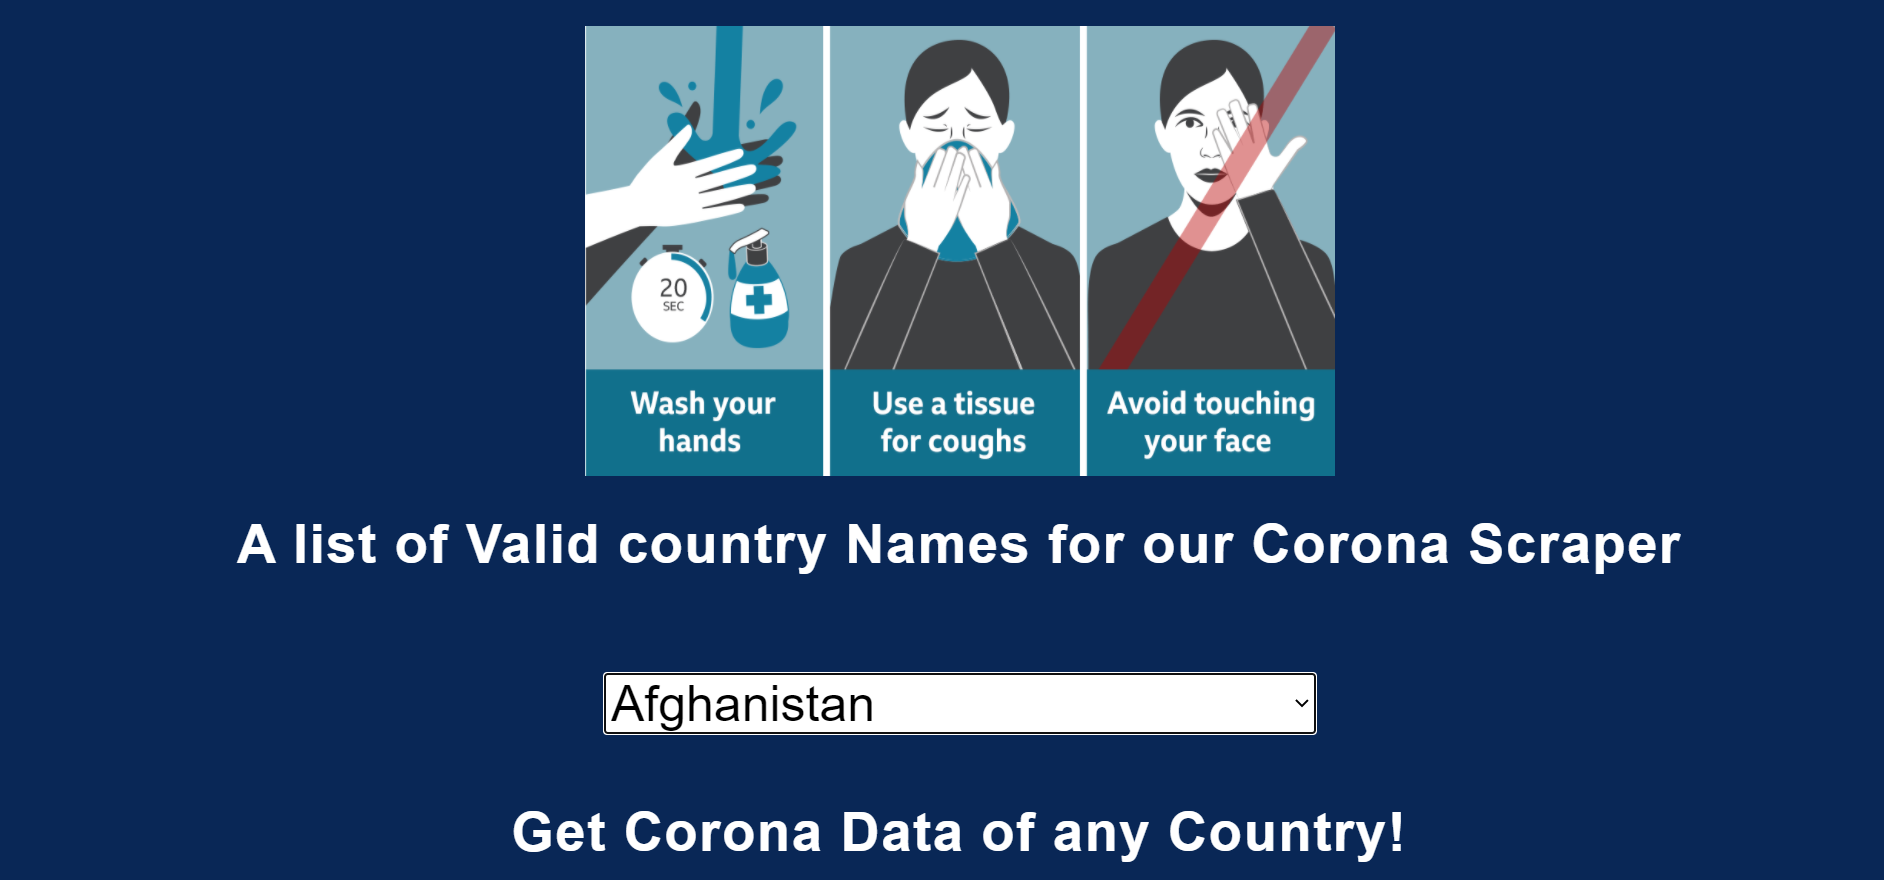 20
SEC
Wash your
hands
Use a tissue
for coughs
Avoid touching
your face
A list of Valid country Names for our Corona Scraper
Afghanistan
Get Corona Data of any Country!